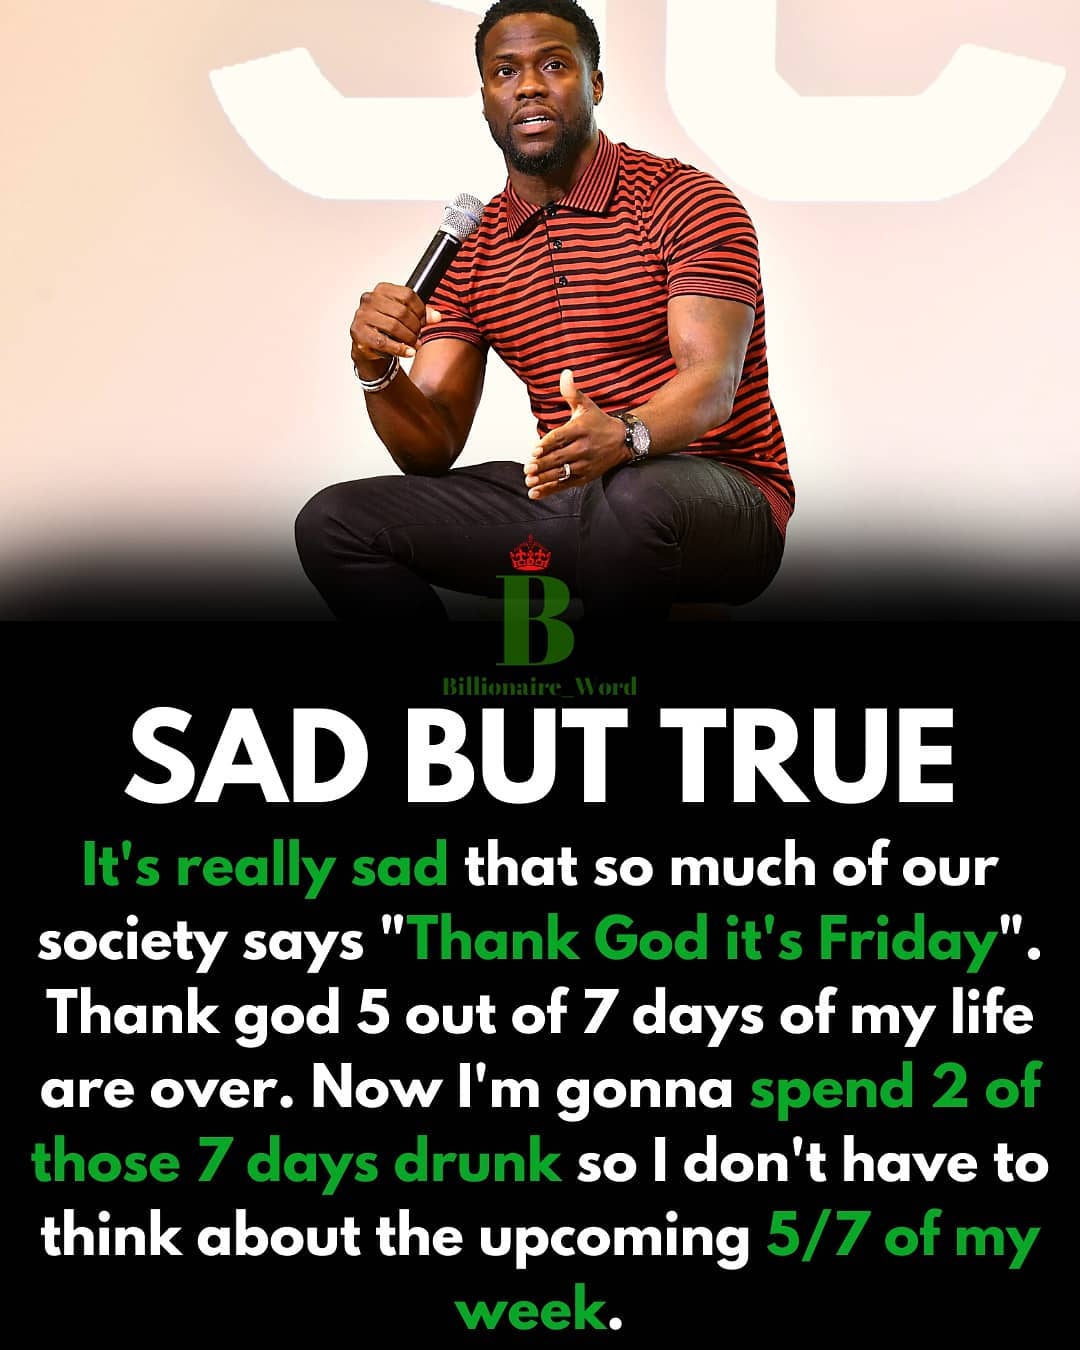 B
Billionaire_Word
SAD BUT TRUE
It's really sad that so much of our
society says "Thank God it's Friday".
Thank god 5 out of 7 days of my life
are over. Now I'm gonna spend 2 of
those 7 days drunk so I don't have to
think about the upcoming 5/7 of my
week.